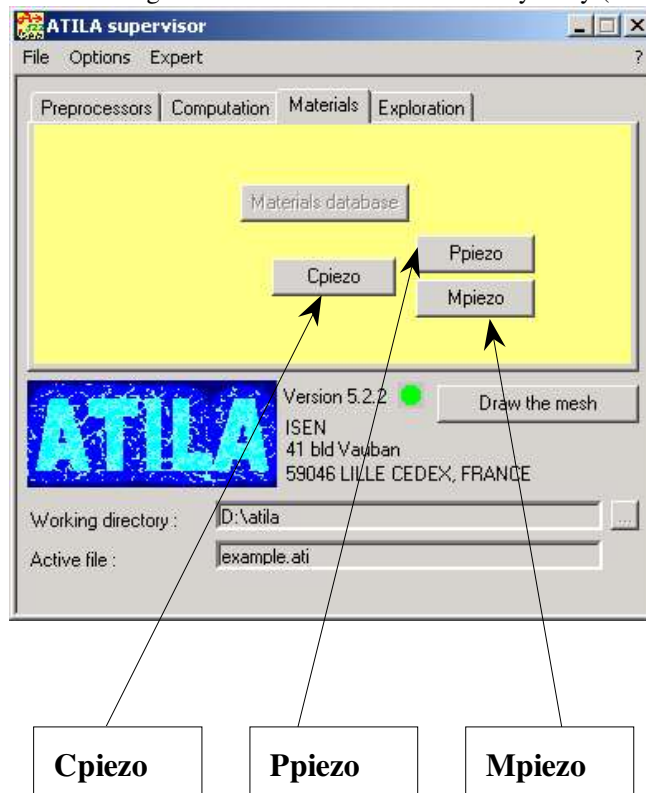 ATILA supervisor
File Options Expert ?
Preprocessors Computation Materials Exploration
Materials database
Ppiezo
Cpiezo
Mpiezo
ATILA
Version 5.2.2
Draw the mesh
ISEN
41 bld Vauban
59046 LILLE CEDEX, FRANCE
Working directory : D:\atila ...
Active file : example.ati
Cpiezo Ppiezo Mpiezo